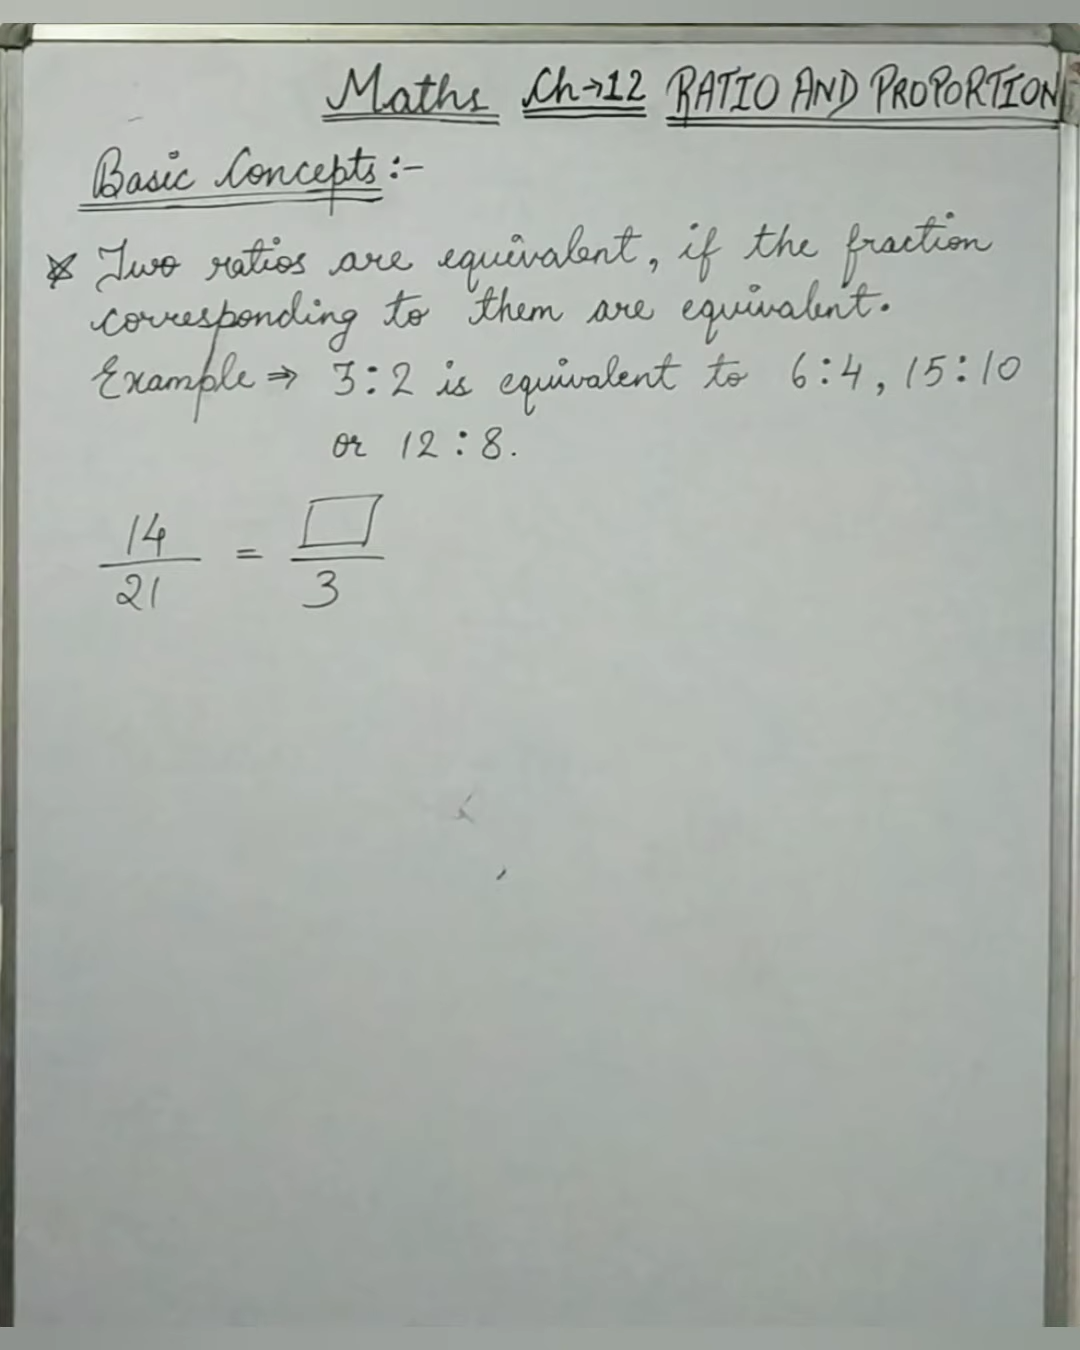 Maths Ch→12 RATIO AND PROPORTION
Basic Concepts:-
* Two ratios are equivalent, if the fraction
corresponding to them are equivalent.
Example ⇒ 3:2 is equivalent to 6:4, 15:10
or 12:8.
14/21 = □/3